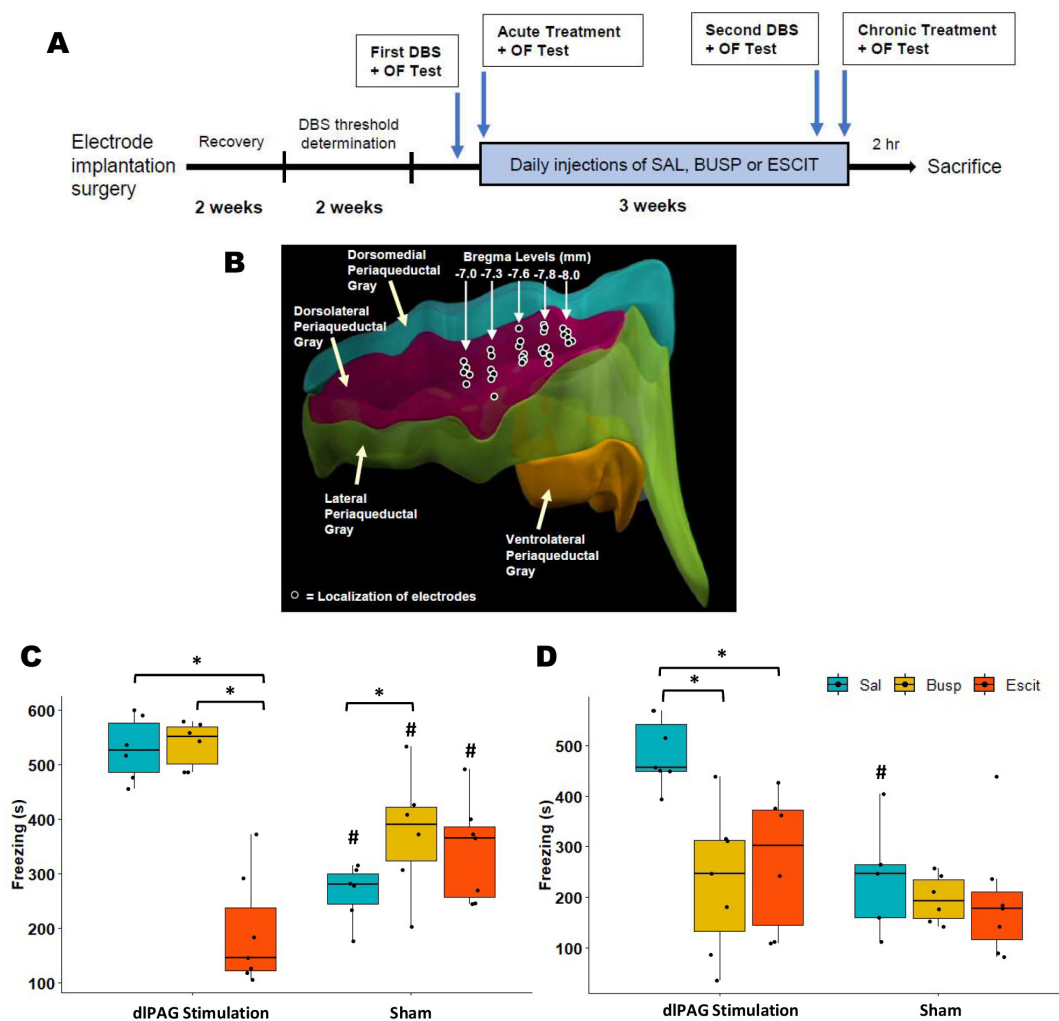 A
First DBS
+ OF Test
Acute Treatment
+ OF Test
Second DBS
+ OF Test
Chronic Treatment
+ OF Test
Electrode
implantation
surgery
Recovery
DBS threshold
determination
Daily injections of SAL, BUSP or ESCIT
2 hr
Sacrifice
2 weeks
2 weeks
3 weeks
B
Dorsomedial
Periaqueductal
Gray
Bregma Levels (mm)
-7.0 -7.3 -7.6 -7.8 -8.0
Dorsolateral
Periaqueductal
Gray
Lateral
Periaqueductal
Gray
Ventrolateral
Periaqueductal
Gray
= Localization of electrodes
C
*
*
*
#
#
#
Freezing (s)
600
500
400
300
200
100
dlPAG Stimulation
Sham
D
*
*
Sal Busp Escit
#
Freezing (s)
500
400
300
200
100
dlPAG Stimulation
Sham